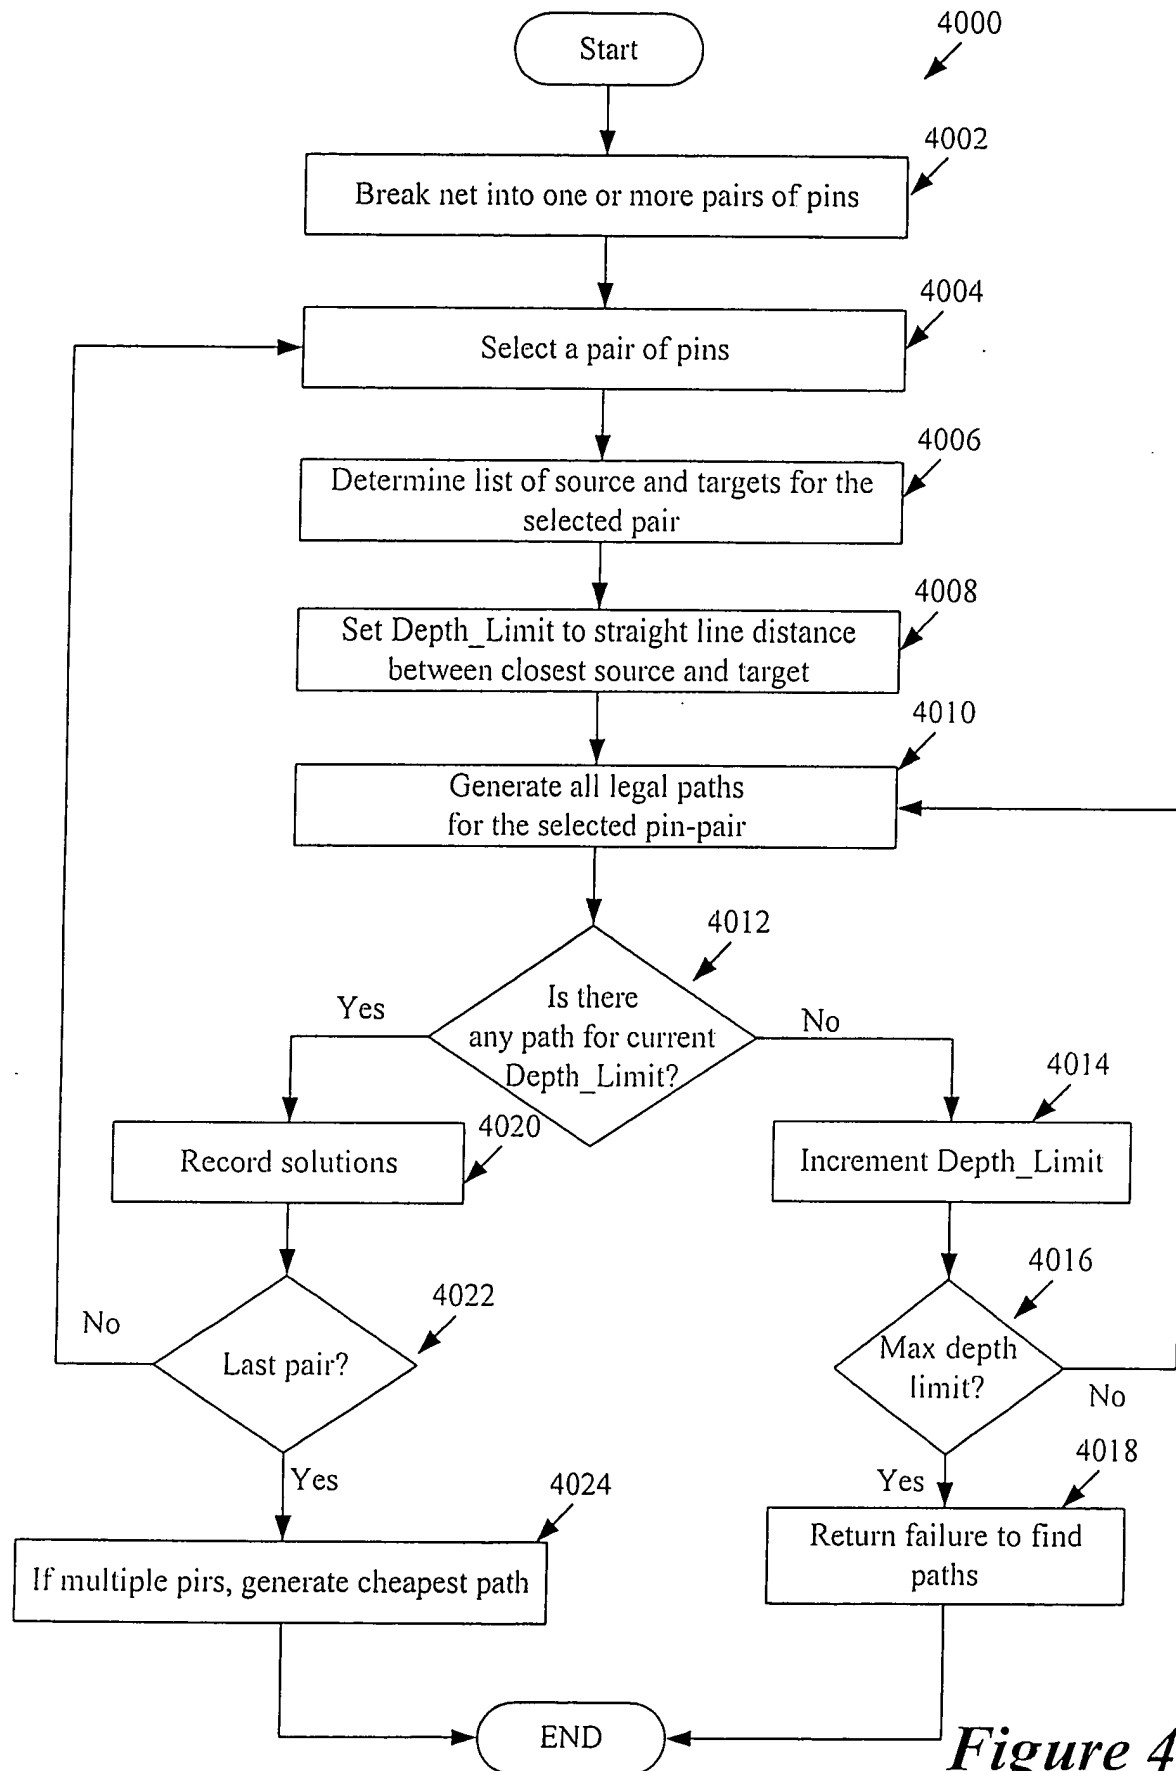 4000
Start
4002
Break net into one or more pairs of pins
4004
Select a pair of pins
4006
Determine list of source and targets for the
selected pair
4008
Set Depth_Limit to straight line distance
between closest source and target
4010
Generate all legal paths
for the selected pin-pair
4012
Is there
any path for current
Depth_Limit?
Yes
No
4014
Increment Depth_Limit
4020
Record solutions
4016
Max depth
limit?
No
4022
Last pair?
No
Yes
Yes
4018
Return failure to find
paths
4024
If multiple pirs, generate cheapest path
END
Figure 4